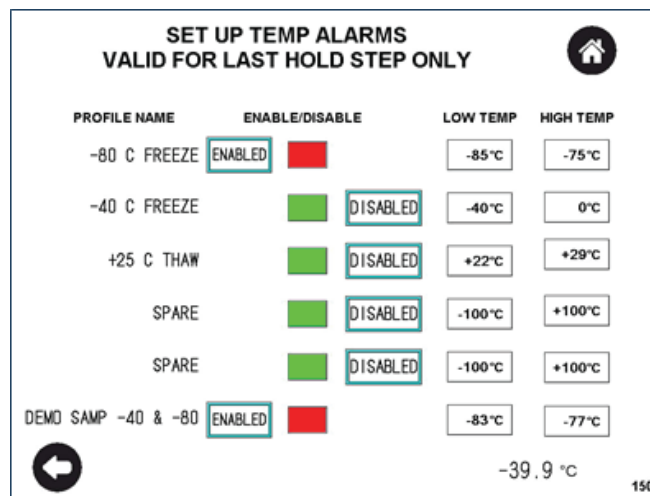 SET UP TEMP ALARMS
VALID FOR LAST HOLD STEP ONLY
PROFILE NAME ENABLE/DISABLE LOW TEMP HIGH TEMP
-80 C FREEZE ENABLED -85°C -75°C
-40 C FREEZE DISABLED -40°C 0°C
+25 C THAW DISABLED +22°C +29°C
SPARE DISABLED -100°C +100°C
SPARE DISABLED -100°C +100°C
DEMO SAMP -40 & -80 ENABLED -83°C -77°C
-39.9 °C
150